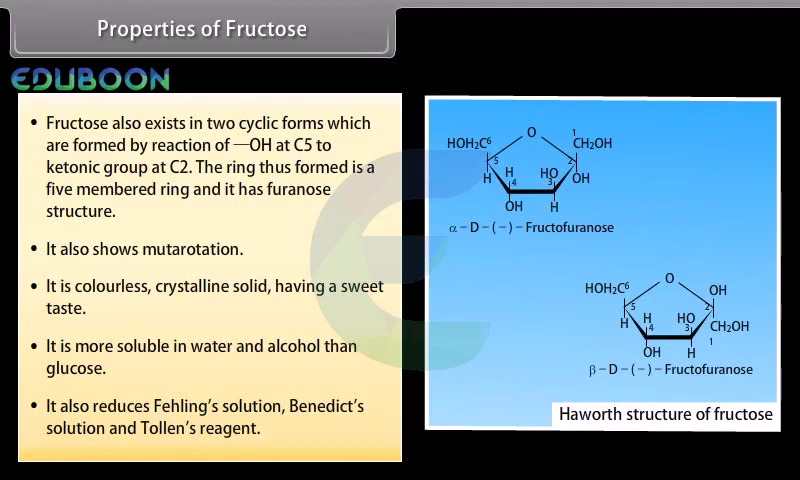 Properties of Fructose
EDUBOON
• Fructose also exists in two cyclic forms which
are formed by reaction of —OH at C5 to
ketonic group at C2. The ring thus formed is a
five membered ring and it has furanose
structure.
• It also shows mutarotation.
• It is colourless, crystalline solid, having a sweet
taste.
• It is more soluble in water and alcohol than
glucose.
• It also reduces Fehling's solution, Benedict's
solution and Tollen's reagent.
O 1
HOH₂C⁶ CH₂OH
5 2
H H HO OH
4 3
OH H
α – D – (–) – Fructofuranose
O
HOH₂C⁶ OH
5 2
H H HO CH₂OH
4 3 1
OH H
β – D – (–) – Fructofuranose
Haworth structure of fructose